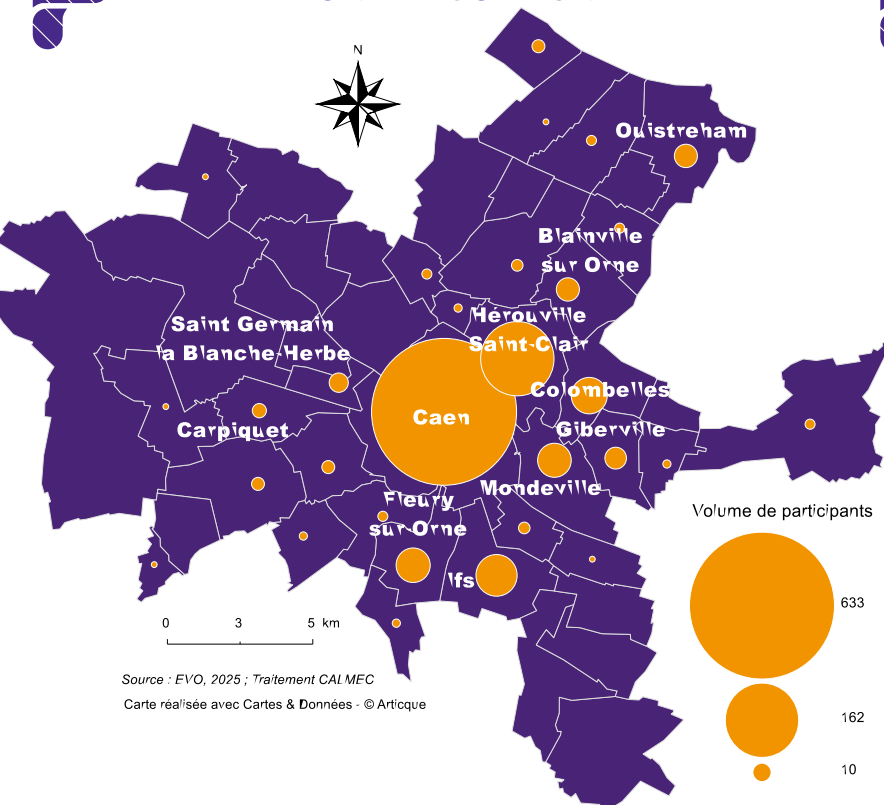 N
Ouistreham
Blainville
sur Orne
Hérouville
Saint-Clair
Saint Germain
la Blanche-Herbe
Colombelles
Caen
Giberville
Carpiquet
Mondeville
Fleury
sur-Orne
Ifs
Volume de participants
633
162
10
0 3 5 km
Source : EVO, 2025 ; Traitement CALMEC
Carte réalisée avec Cartes & Données - © Articque